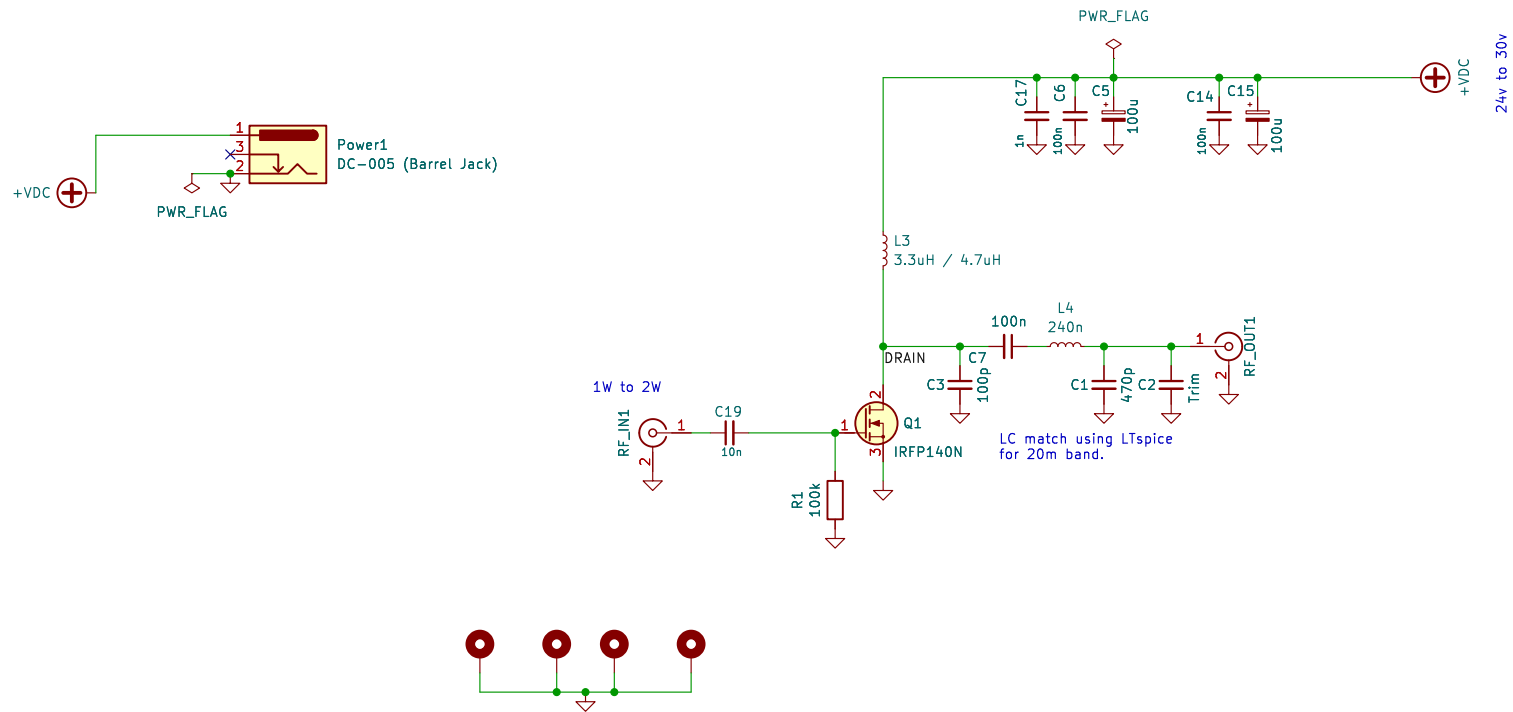 PWR_FLAG
24v to 30v
+VDC
C17
1n
C6
100n
C5
+
100u
C14
100n
C15
+
100u
1
3
2
Power1
DC-005 (Barrel Jack)
+VDC
PWR_FLAG
L3
3.3uH / 4.7uH
L4
240n
100n
C7
DRAIN
1
2
RF_OUT1
C3
100p
C1
470p
C2
Trim
1W to 2W
RF_IN1
1
2
C19
10n
1
2
3
Q1
IRFP140N
LC match using LTspice
for 20m band.
R1
100k